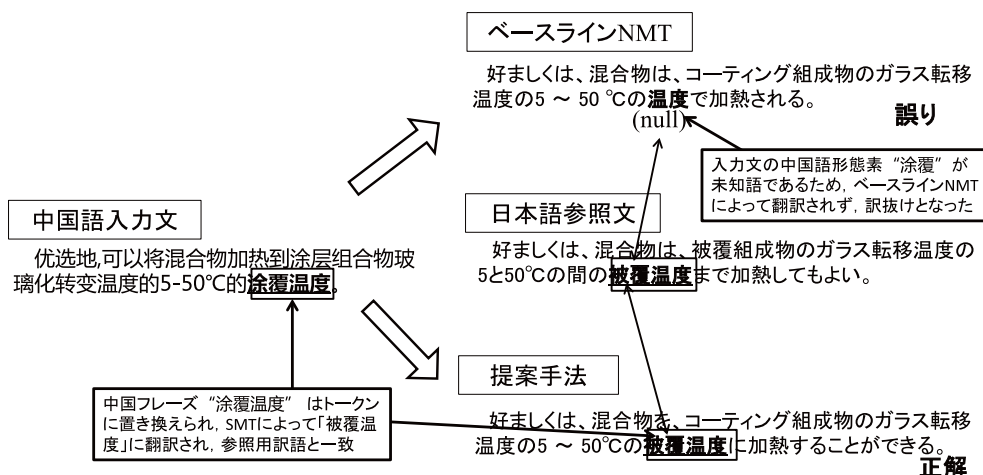 ベースラインNMT
好ましくは、混合物は、コーティング組成物のガラス転移
温度の5 ~ 50 ℃の温度で加熱される。
誤り
(null)
入力文の中国語形態素 “涂覆” が
未知語であるため, ベースラインNMT
によって翻訳されず, 訳抜けとなった
中国語入力文
优选地,可以将混合物加热到涂层组合物玻
璃化转变温度的5-50℃的涂覆温度。
日本語参照文
好ましくは、混合物は、被覆組成物のガラス転移温度の
5と50℃の間の被覆温度まで加熱してもよい。
提案手法
中国フレーズ “涂覆温度” はトークン
に置き換えられ, SMTによって「被覆温
度」に翻訳され, 参照用訳語と一致
好ましくは、混合物を、コーティング組成物のガラス転移
温度の5 ~ 50℃の被覆温度に加熱することができる。
正解